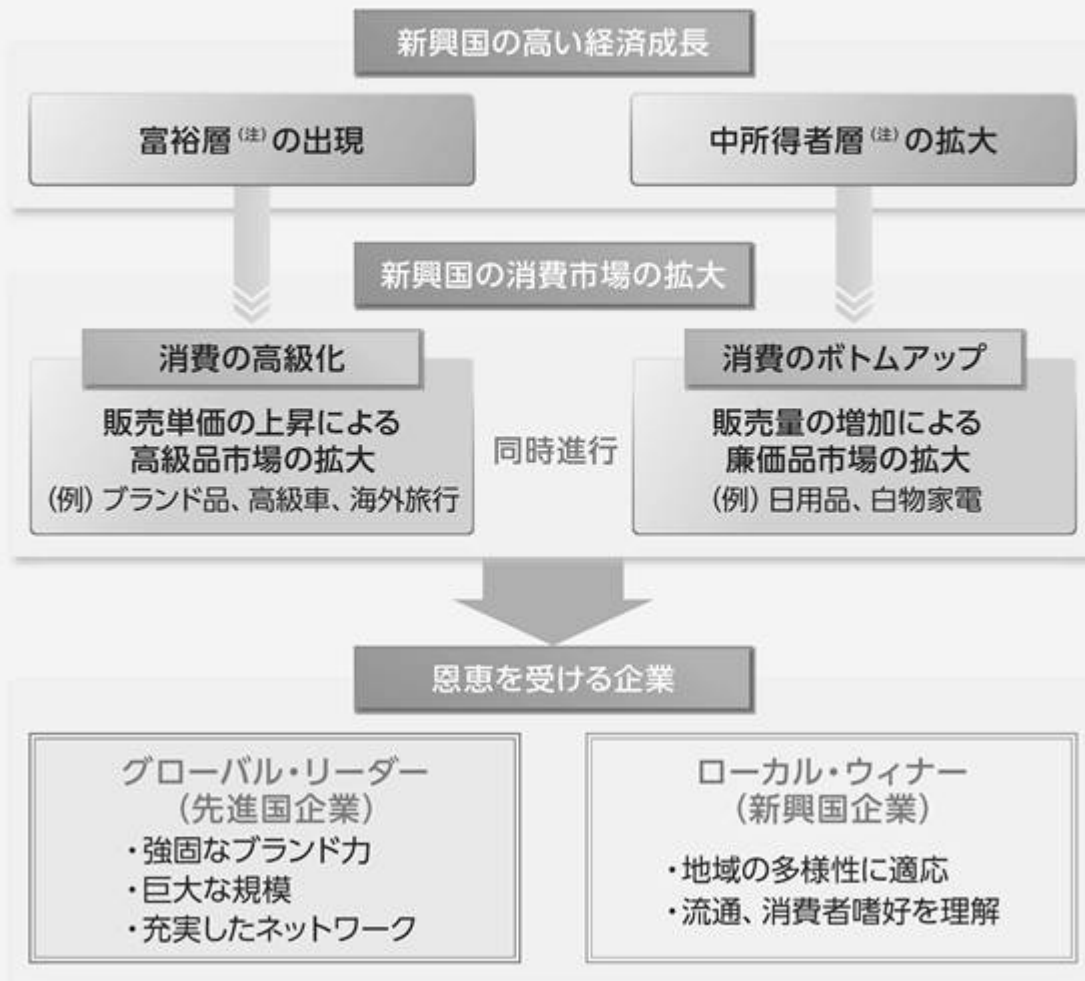 新興国の高い経済成長
富裕層(注)の出現
中所得者層(注)の拡大
新興国の消費市場の拡大
消費の高級化
販売単価の上昇による
高級品市場の拡大
(例)ブランド品、高級車、海外旅行
同時進行
消費のボトムアップ
販売量の増加による
廉価品市場の拡大
(例)日用品、白物家電
恩恵を受ける企業
グローバル・リーダー
(先進国企業)
・強固なブランド力
・巨大な規模
・充実したネットワーク
ローカル・ウィナー
(新興国企業)
・地域の多様性に適応
・流通、消費者嗜好を理解